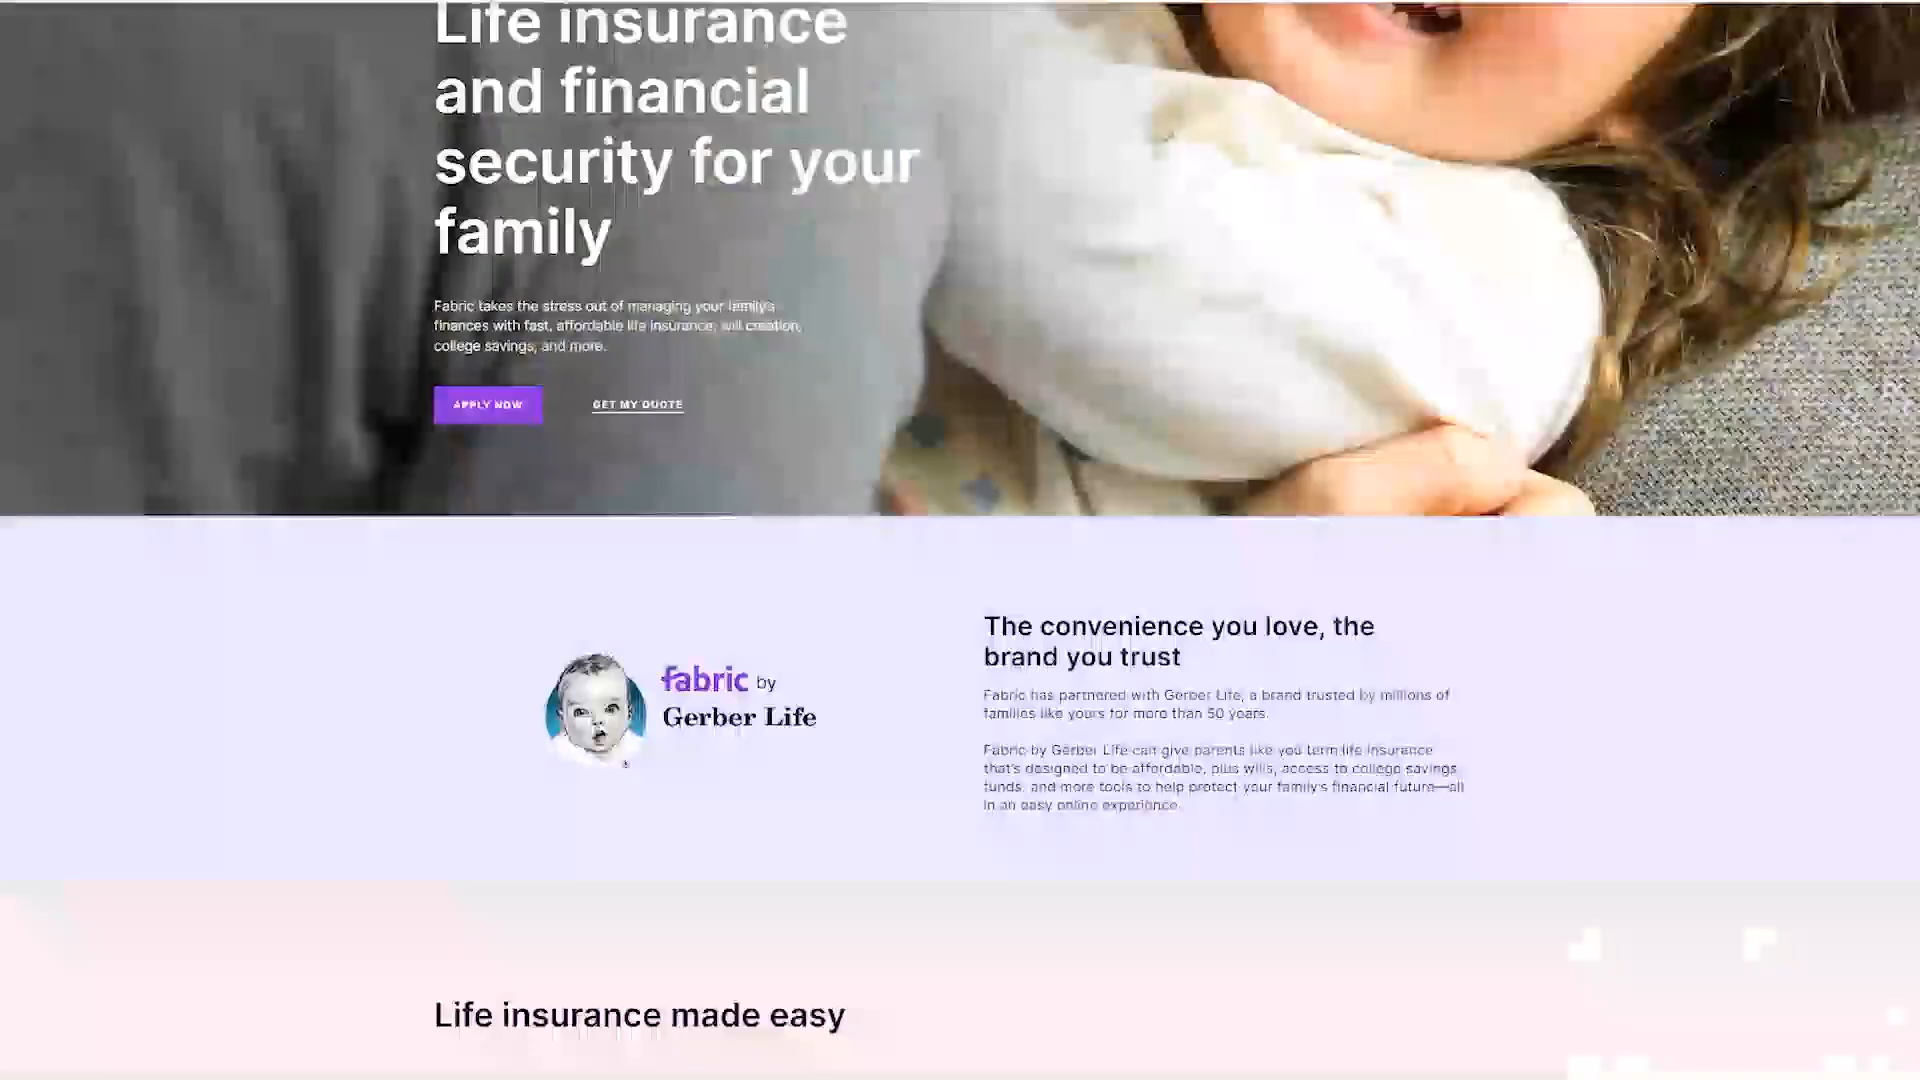 Life insurance
and financial
security for your
family
Fabric takes the stress out of managing your family's
finances with fast, affordable life insurance, will creation,
college savings, and more.
APPLY NOW
GET MY QUOTE
fabric by
Gerber Life
The convenience you love, the
brand you trust
Fabric has partnered with Gerber Life, a brand trusted by millions of
families like yours for more than 50 years.
Fabric by Gerber Life can give parents like you term life insurance
that's designed to be affordable, plus wills, access to college savings
funds, and more tools to help protect your family's financial future—all
in an easy online experience.
Life insurance made easy